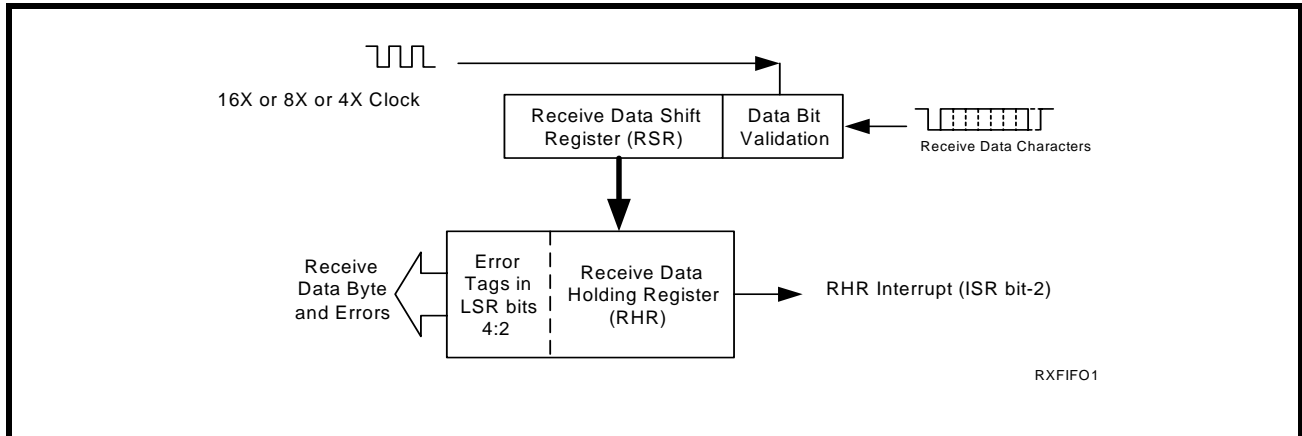 16X or 8X or 4X Clock
Receive Data Shift
Register (RSR)
Data Bit
Validation
Receive Data Characters
Receive
Data Byte
and Errors
Error
Tags in
LSR bits
4:2
Receive Data
Holding Register
(RHR)
RHR Interrupt (ISR bit-2)
RXFIFO1